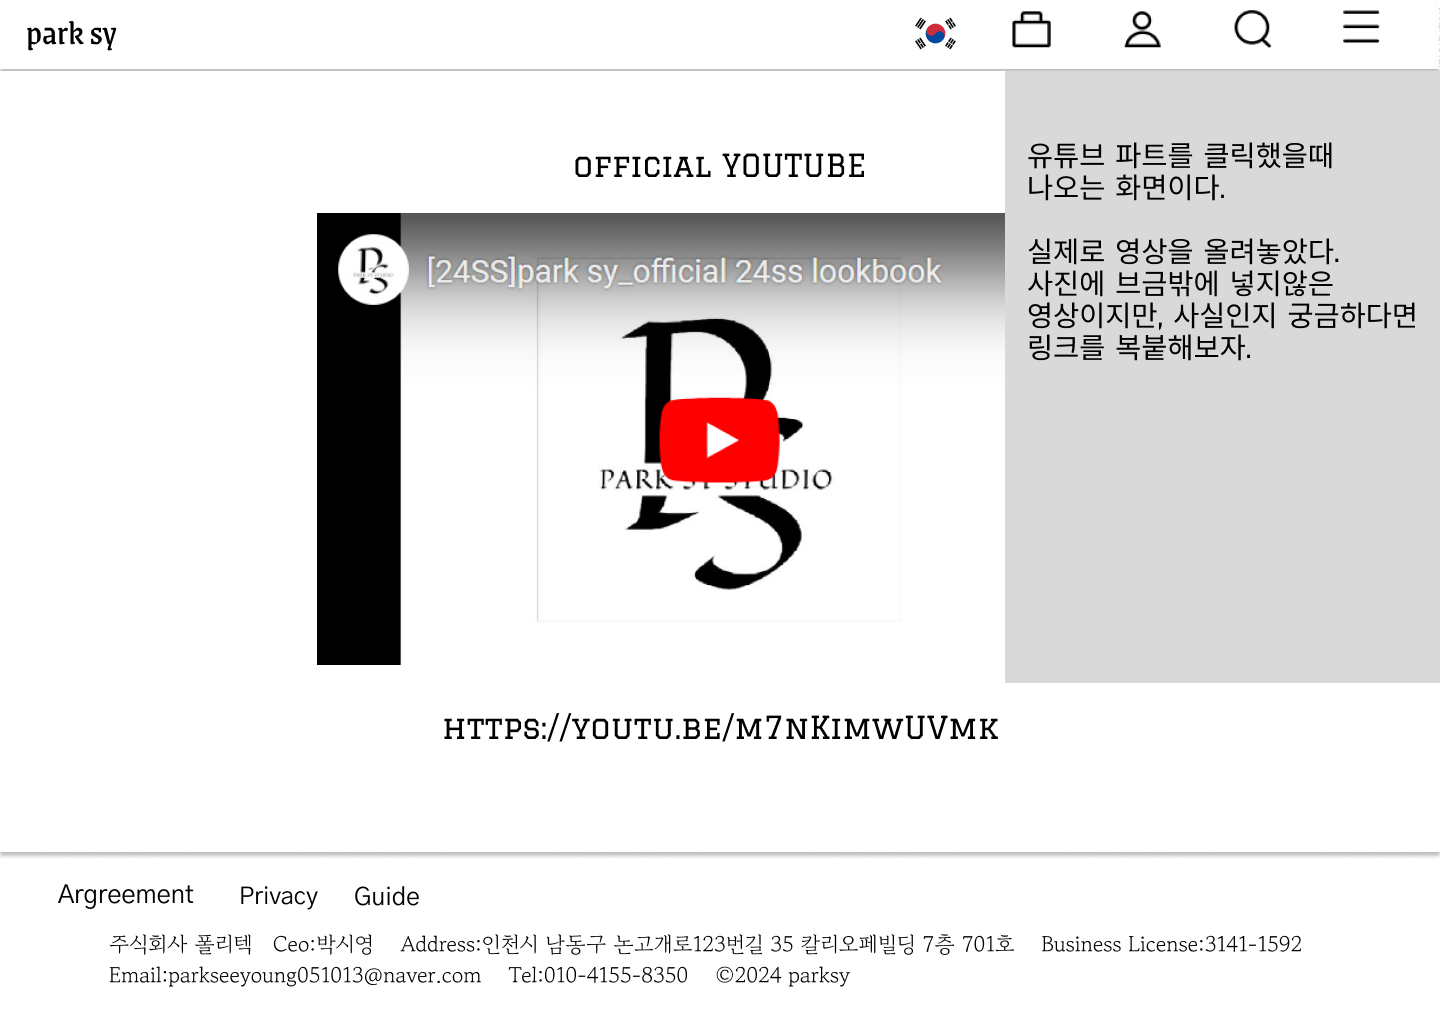 park sy
OFFICIAL YOUTUBE
[24SS]park sy_official 24ss lookbook
PARK SY STUDIO
HTTPS://YOUTU.BE/M7NKIMWUVMK
유튜브 파트를 클릭했을때
나오는 화면이다.
실제로 영상을 올려놓았다.
사진에 브금밖에 넣지않은
영상이지만, 사실인지 궁금하다면
링크를 복붙해보자.
Argreement Privacy Guide
주식회사 폴리텍 Ceo:박시영 Address:인천시 남동구 논고개로123번길 35 칼리오페빌딩 7층 701호 Business License:3141-1592
Email:parkseeyoung051013@naver.com Tel:010-4155-8350 ©2024 parksy